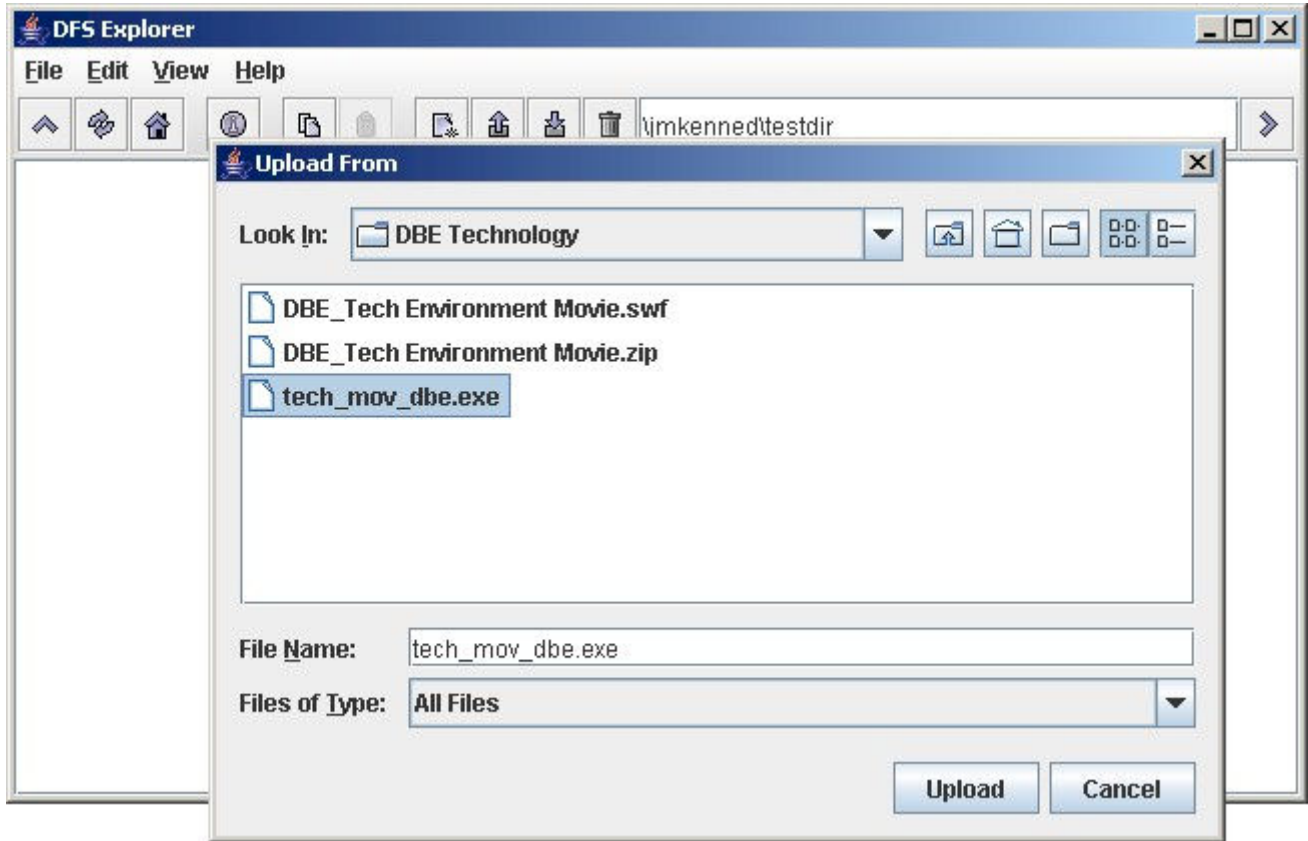 DFS Explorer
File Edit View Help
\jmkenned\testdir
Upload From
Look In: DBE Technology
DBE_Tech Environment Movie.swf
DBE_Tech Environment Movie.zip
tech_mov_dbe.exe
File Name: tech_mov_dbe.exe
Files of Type: All Files
Upload Cancel